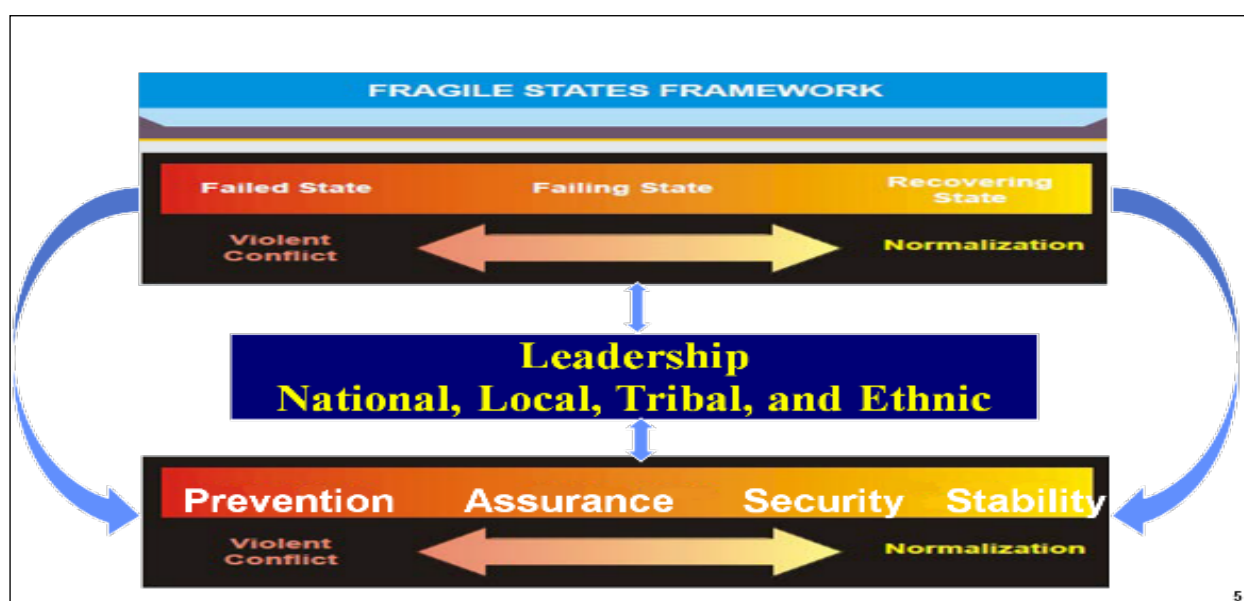 FRAGILE STATES FRAMEWORK
Failed State Failing State Recovering
State
Violent
Conflict
Normalization
Leadership
National, Local, Tribal, and Ethnic
Prevention Assurance Security Stability
Violent
Conflict
Normalization
5